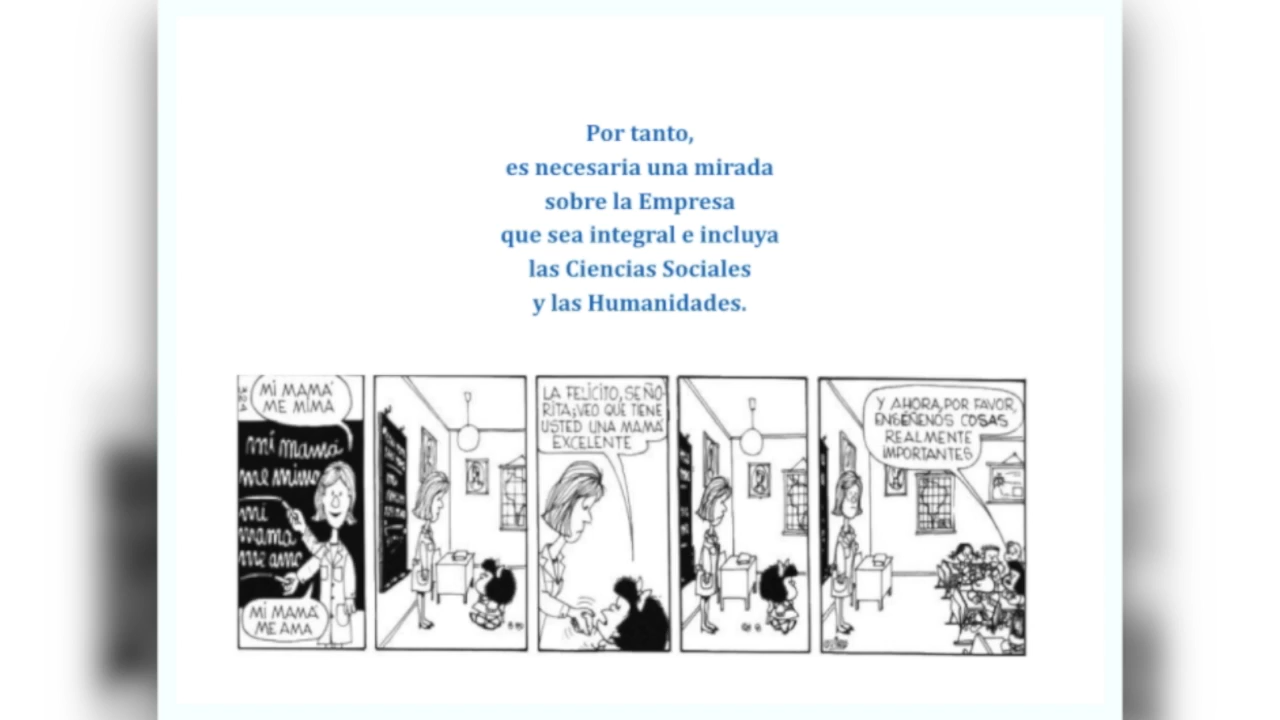 Por tanto,
es necesaria una mirada
sobre la Empresa
que sea integral e incluya
las Ciencias Sociales
y las Humanidades.
MI MAMÁ
ME MIMA
mi mamá
me mima
mi
mama
me ama
MI MAMÁ
ME AMA
LA FELICITO, SEÑO-
RITA; VEO QUE TIENE
USTED UNA MAMÁ
EXCELENTE
Y AHORA, POR FAVOR,
ENSÉÑENOS COSAS
REALMENTE
IMPORTANTES